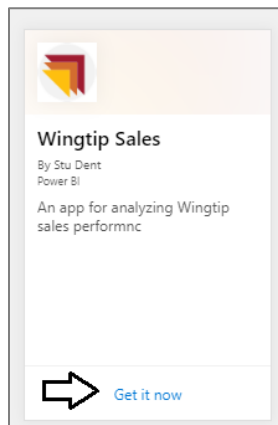 Wingtip Sales
By Stu Dent
Power BI
An app for analyzing Wingtip
sales performnc
Get it now